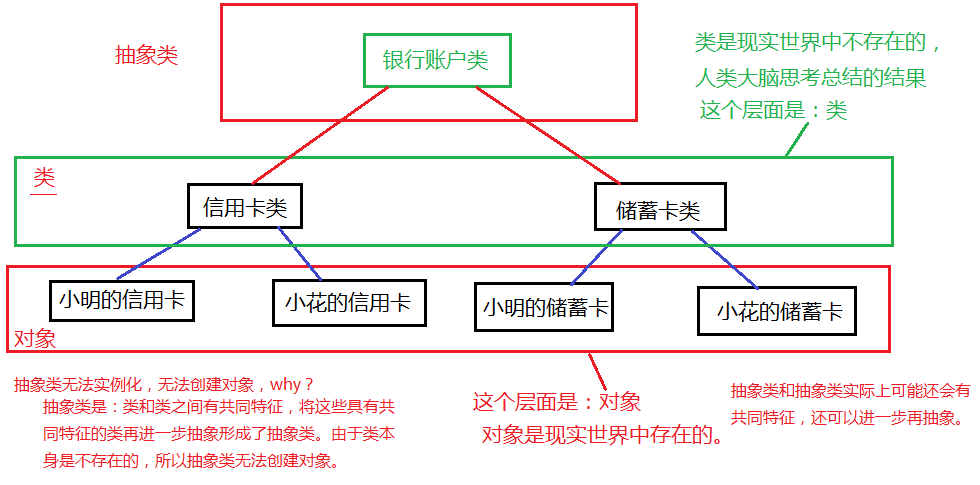 抽象类
银行账户类
类是现实世界中不存在的，
人类大脑思考总结的结果
这个层面是：类
类
信用卡类
储蓄卡类
小明的信用卡
小花的信用卡
小明的储蓄卡
小花的储蓄卡
对象
抽象类无法实例化，无法创建对象，why？
抽象类是：类和类之间有共同特征，将这些具有共
同特征的类再进一步抽象形成了抽象类。由于类本
身是不存在的，所以抽象类无法创建对象。
这个层面是：对象
对象是现实世界中存在的。
抽象类和抽象类实际上可能还会有
共同特征，还可以进一步再抽象。